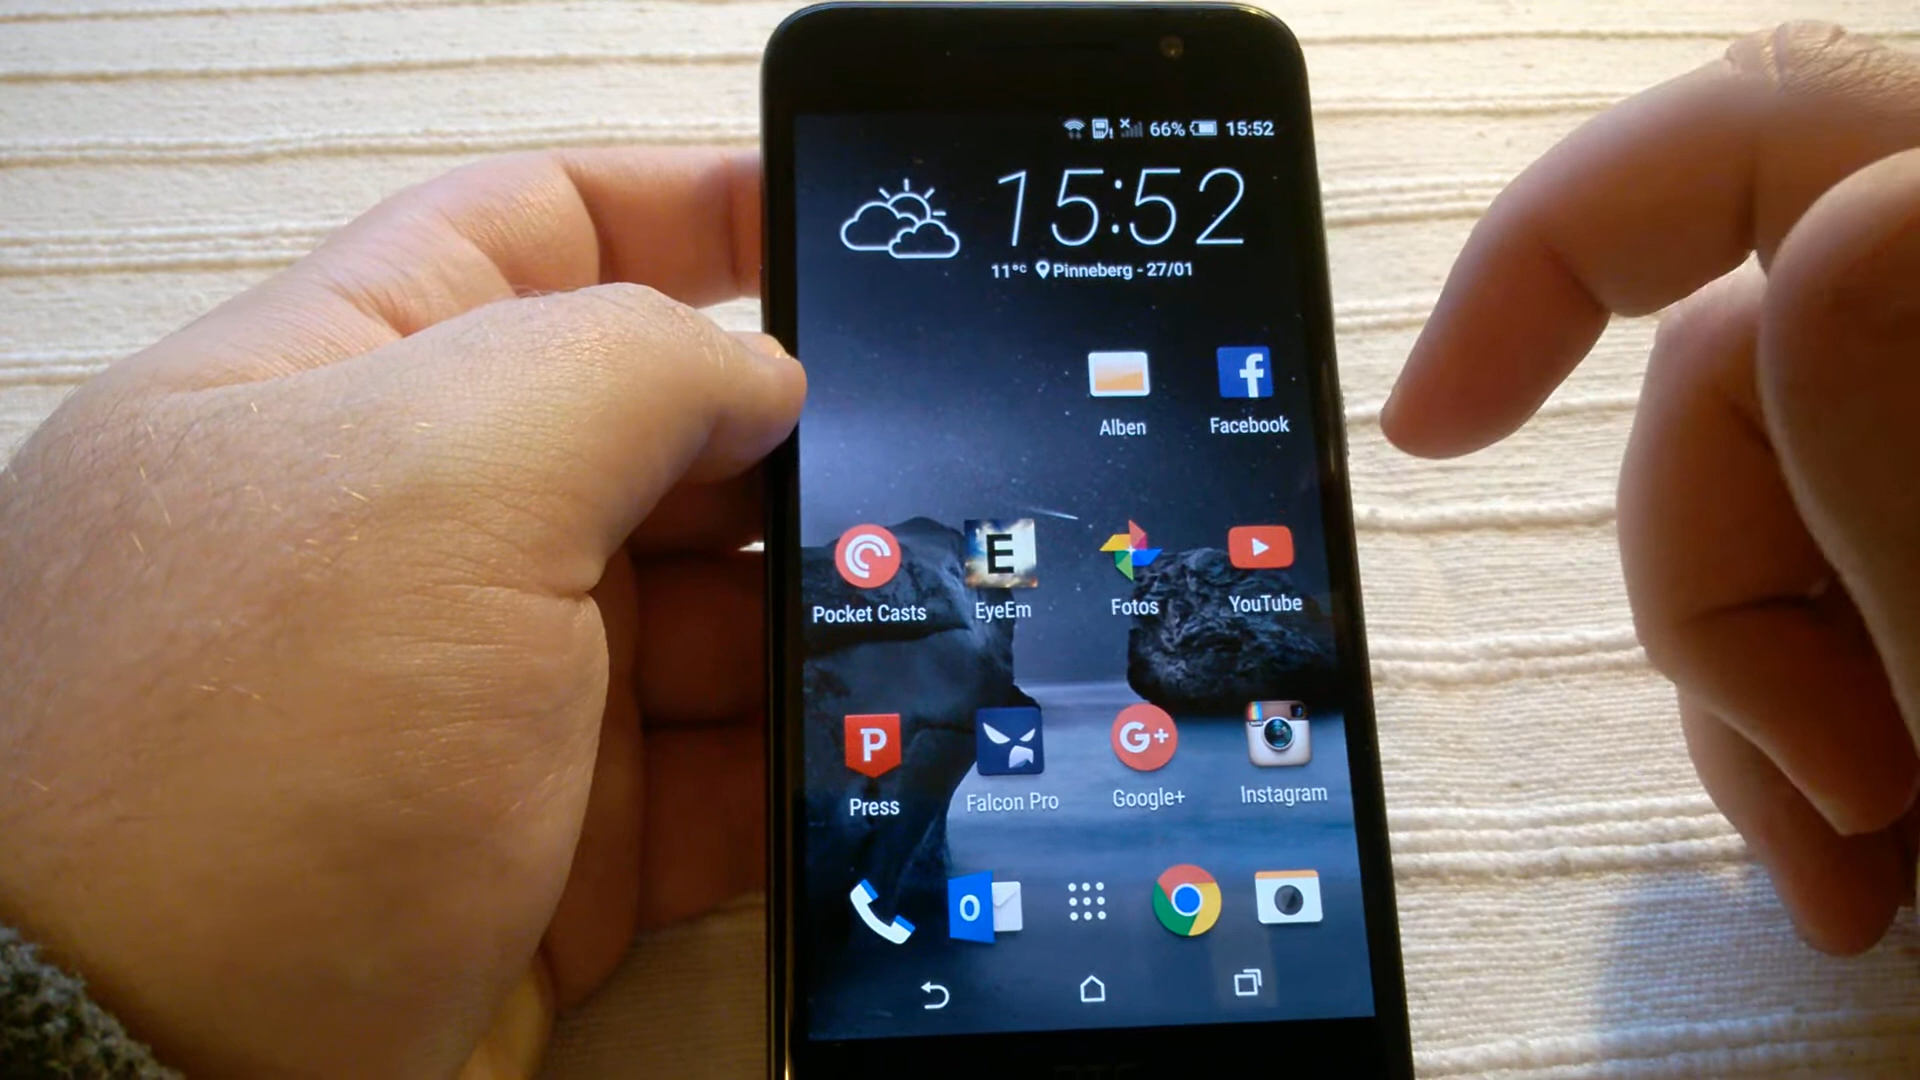 66% 15:52
15:52
11°C Pinneberg - 27/01
Alben Facebook
E
Pocket Casts EyeEm Fotos YouTube
P G+
Press Falcon Pro Google+ Instagram
O